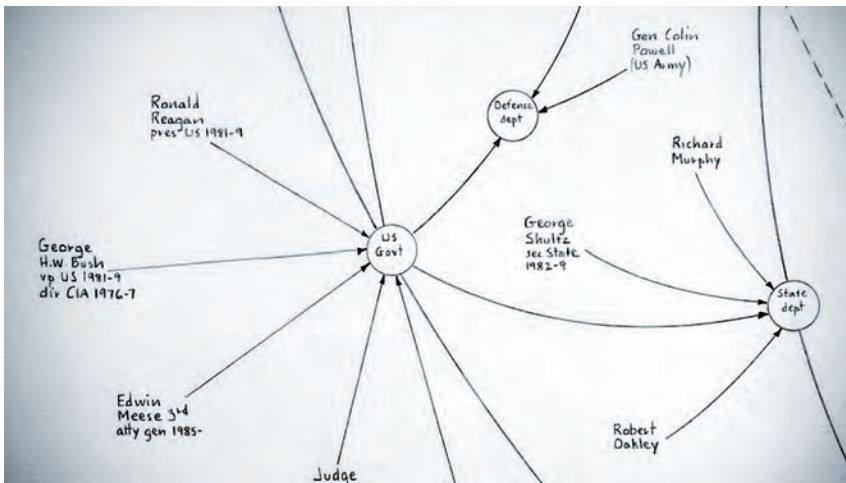 Gen Colin
Powell
(US Army)
Defense
dept
Ronald
Reagan
pres US 1981-9
Richard
Murphy
US
Govt
George
Shultz
sec State
1982-9
George
H.W. Bush
vp US 1981-9
dir CIA 1976-7
State
dept
Edwin
Meese 3rd
atty gen 1985-
Robert
Oakley
Judge